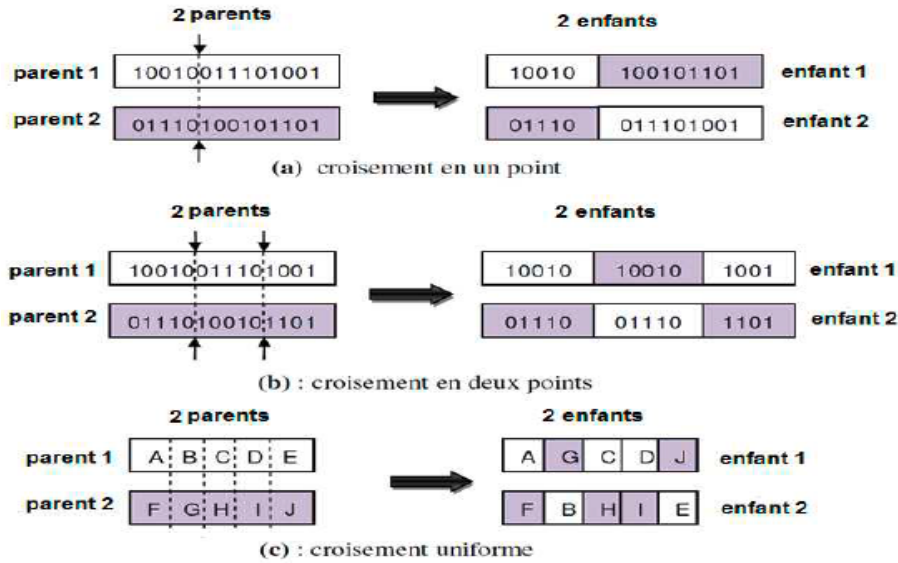 2 parents 2 enfants
parent 1 10010011101001 10010 100101101 enfant 1
parent 2 01110100101101 01110 011101001 enfant 2
(a) croisement en un point
2 parents 2 enfants
parent 1 10010011101001 10010 10010 1001 enfant 1
parent 2 01110100101101 01110 01110 1101 enfant 2
(b) : croisement en deux points
2 parents 2 enfants
parent 1 A B C D E A G C D J enfant 1
parent 2 F G H I J F B H I E enfant 2
(c) : croisement uniforme